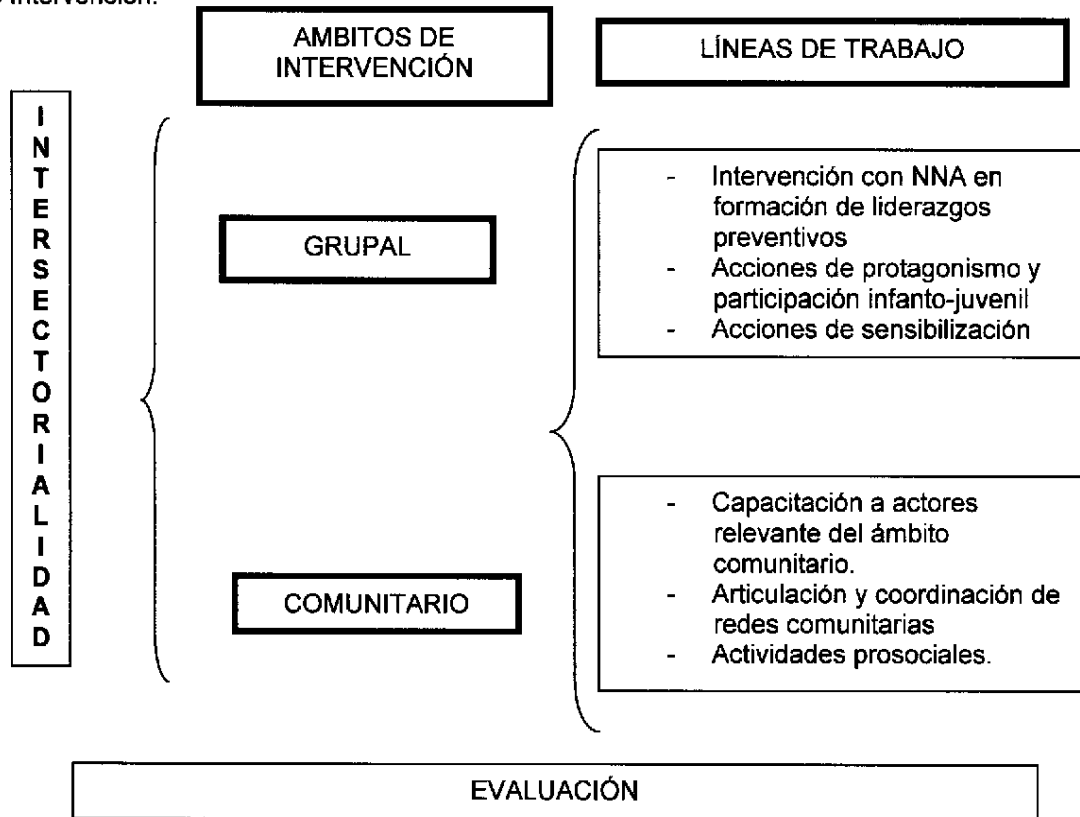 Intervención.
AMBITOS DE
INTERVENCIÓN
LÍNEAS DE TRABAJO
INTERSECTORIALIDAD
GRUPAL
- Intervención con NNA en
formación de liderazgos
preventivos
- Acciones de protagonismo y
participación infanto-juvenil
- Acciones de sensibilización
COMUNITARIO
- Capacitación a actores
relevante del ámbito
comunitario.
- Articulación y coordinación de
redes comunitarias
- Actividades prosociales.
EVALUACIÓN